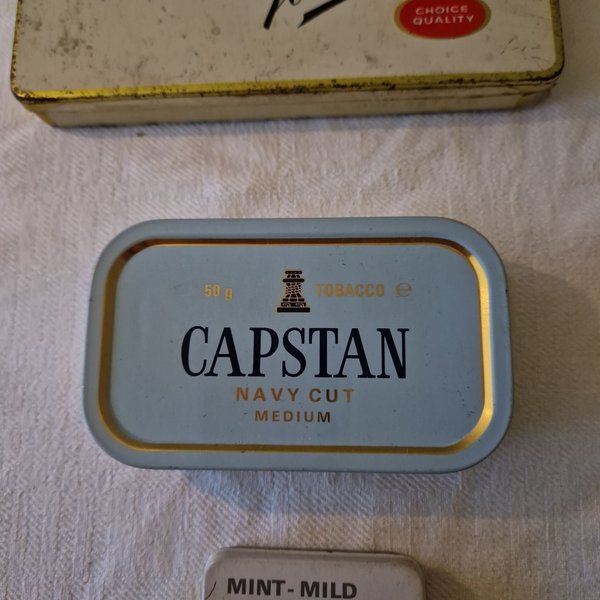 CHOICE
QUALITY
50 g TOBACCO ℮
CAPSTAN
NAVY CUT
MEDIUM
MINT-MILD